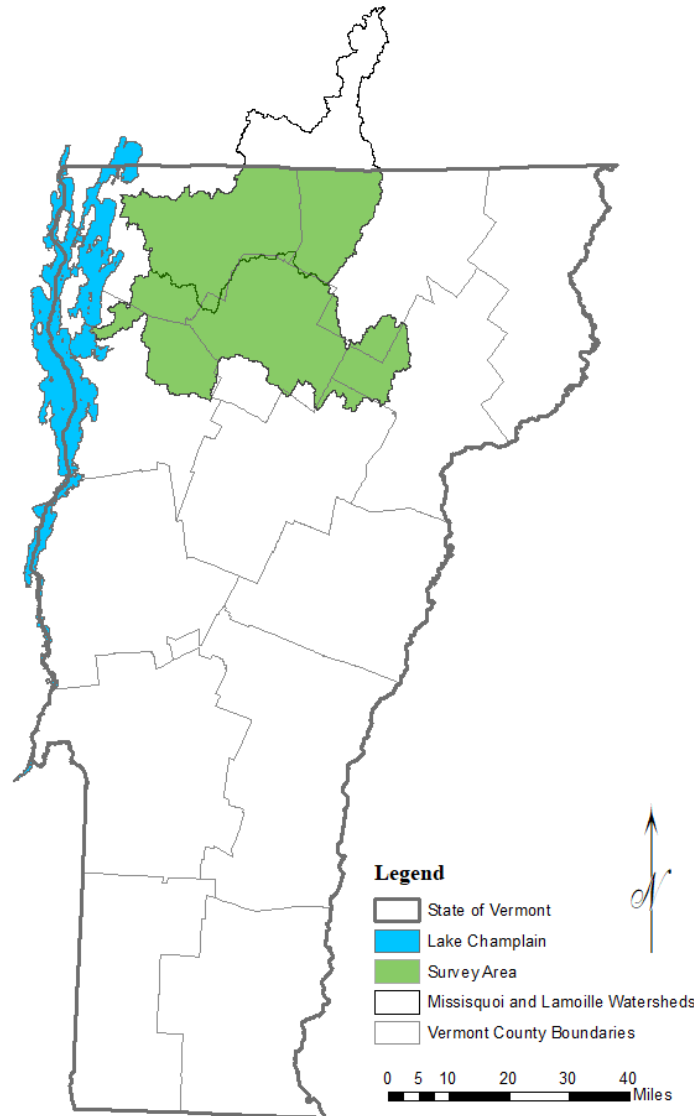 N
Legend
State of Vermont
Lake Champlain
Survey Area
Missisquoi and Lamoille Watersheds
Vermont County Boundaries
0 5 10 20 30 40
Miles